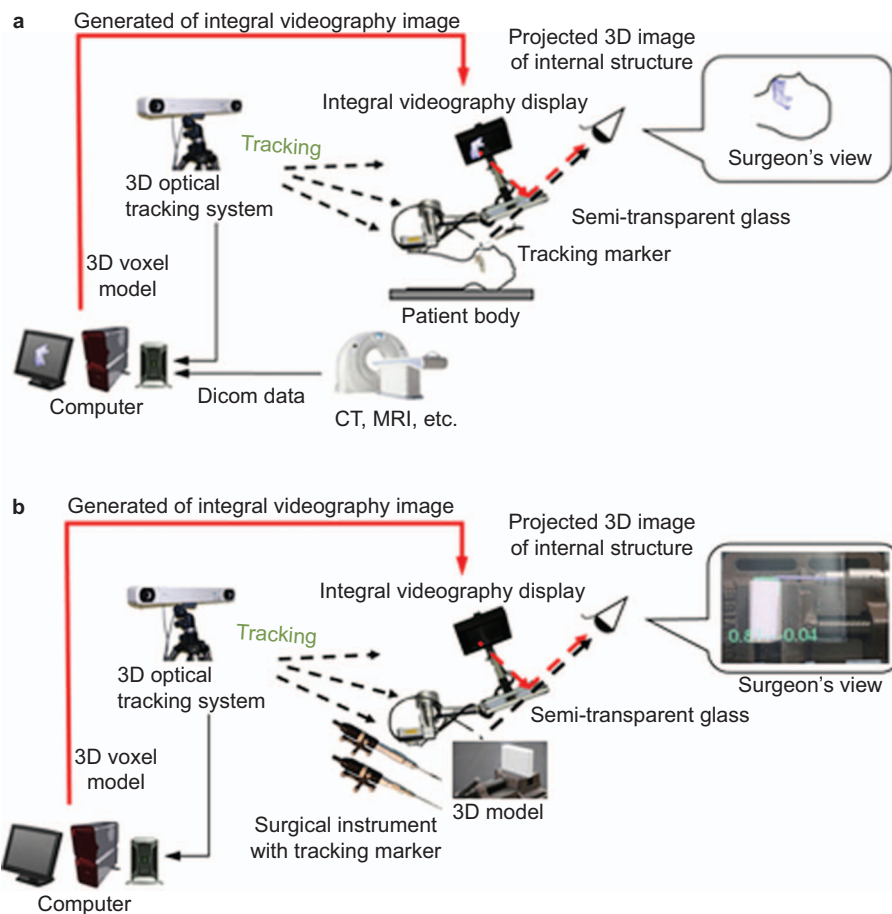 a
Generated of integral videography image
Projected 3D image
of internal structure
Integral videography display
Tracking
Surgeon's view
3D optical
tracking system
Semi-transparent glass
Tracking marker
3D voxel
model
Patient body
Dicom data
Computer
CT, MRI, etc.
b
Generated of integral videography image
Projected 3D image
of internal structure
Integral videography display
Tracking
Surgeon's view
3D optical
tracking system
Semi-transparent glass
3D voxel
model
3D model
Surgical instrument
with tracking marker
Computer